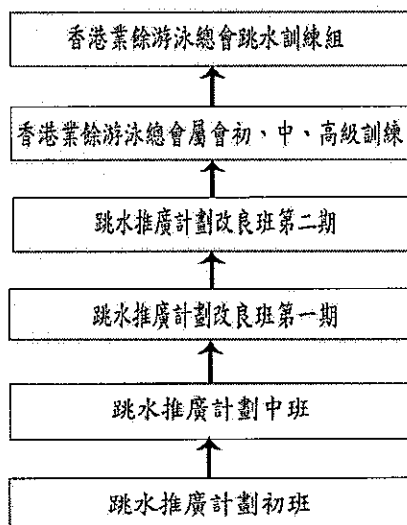 香港業餘游泳總會跳水訓練組
香港業餘游泳總會屬會初、中、高級訓練
跳水推廣計劃改良班第二期
跳水推廣計劃改良班第一期
跳水推廣計劃中班
跳水推廣計劃初班